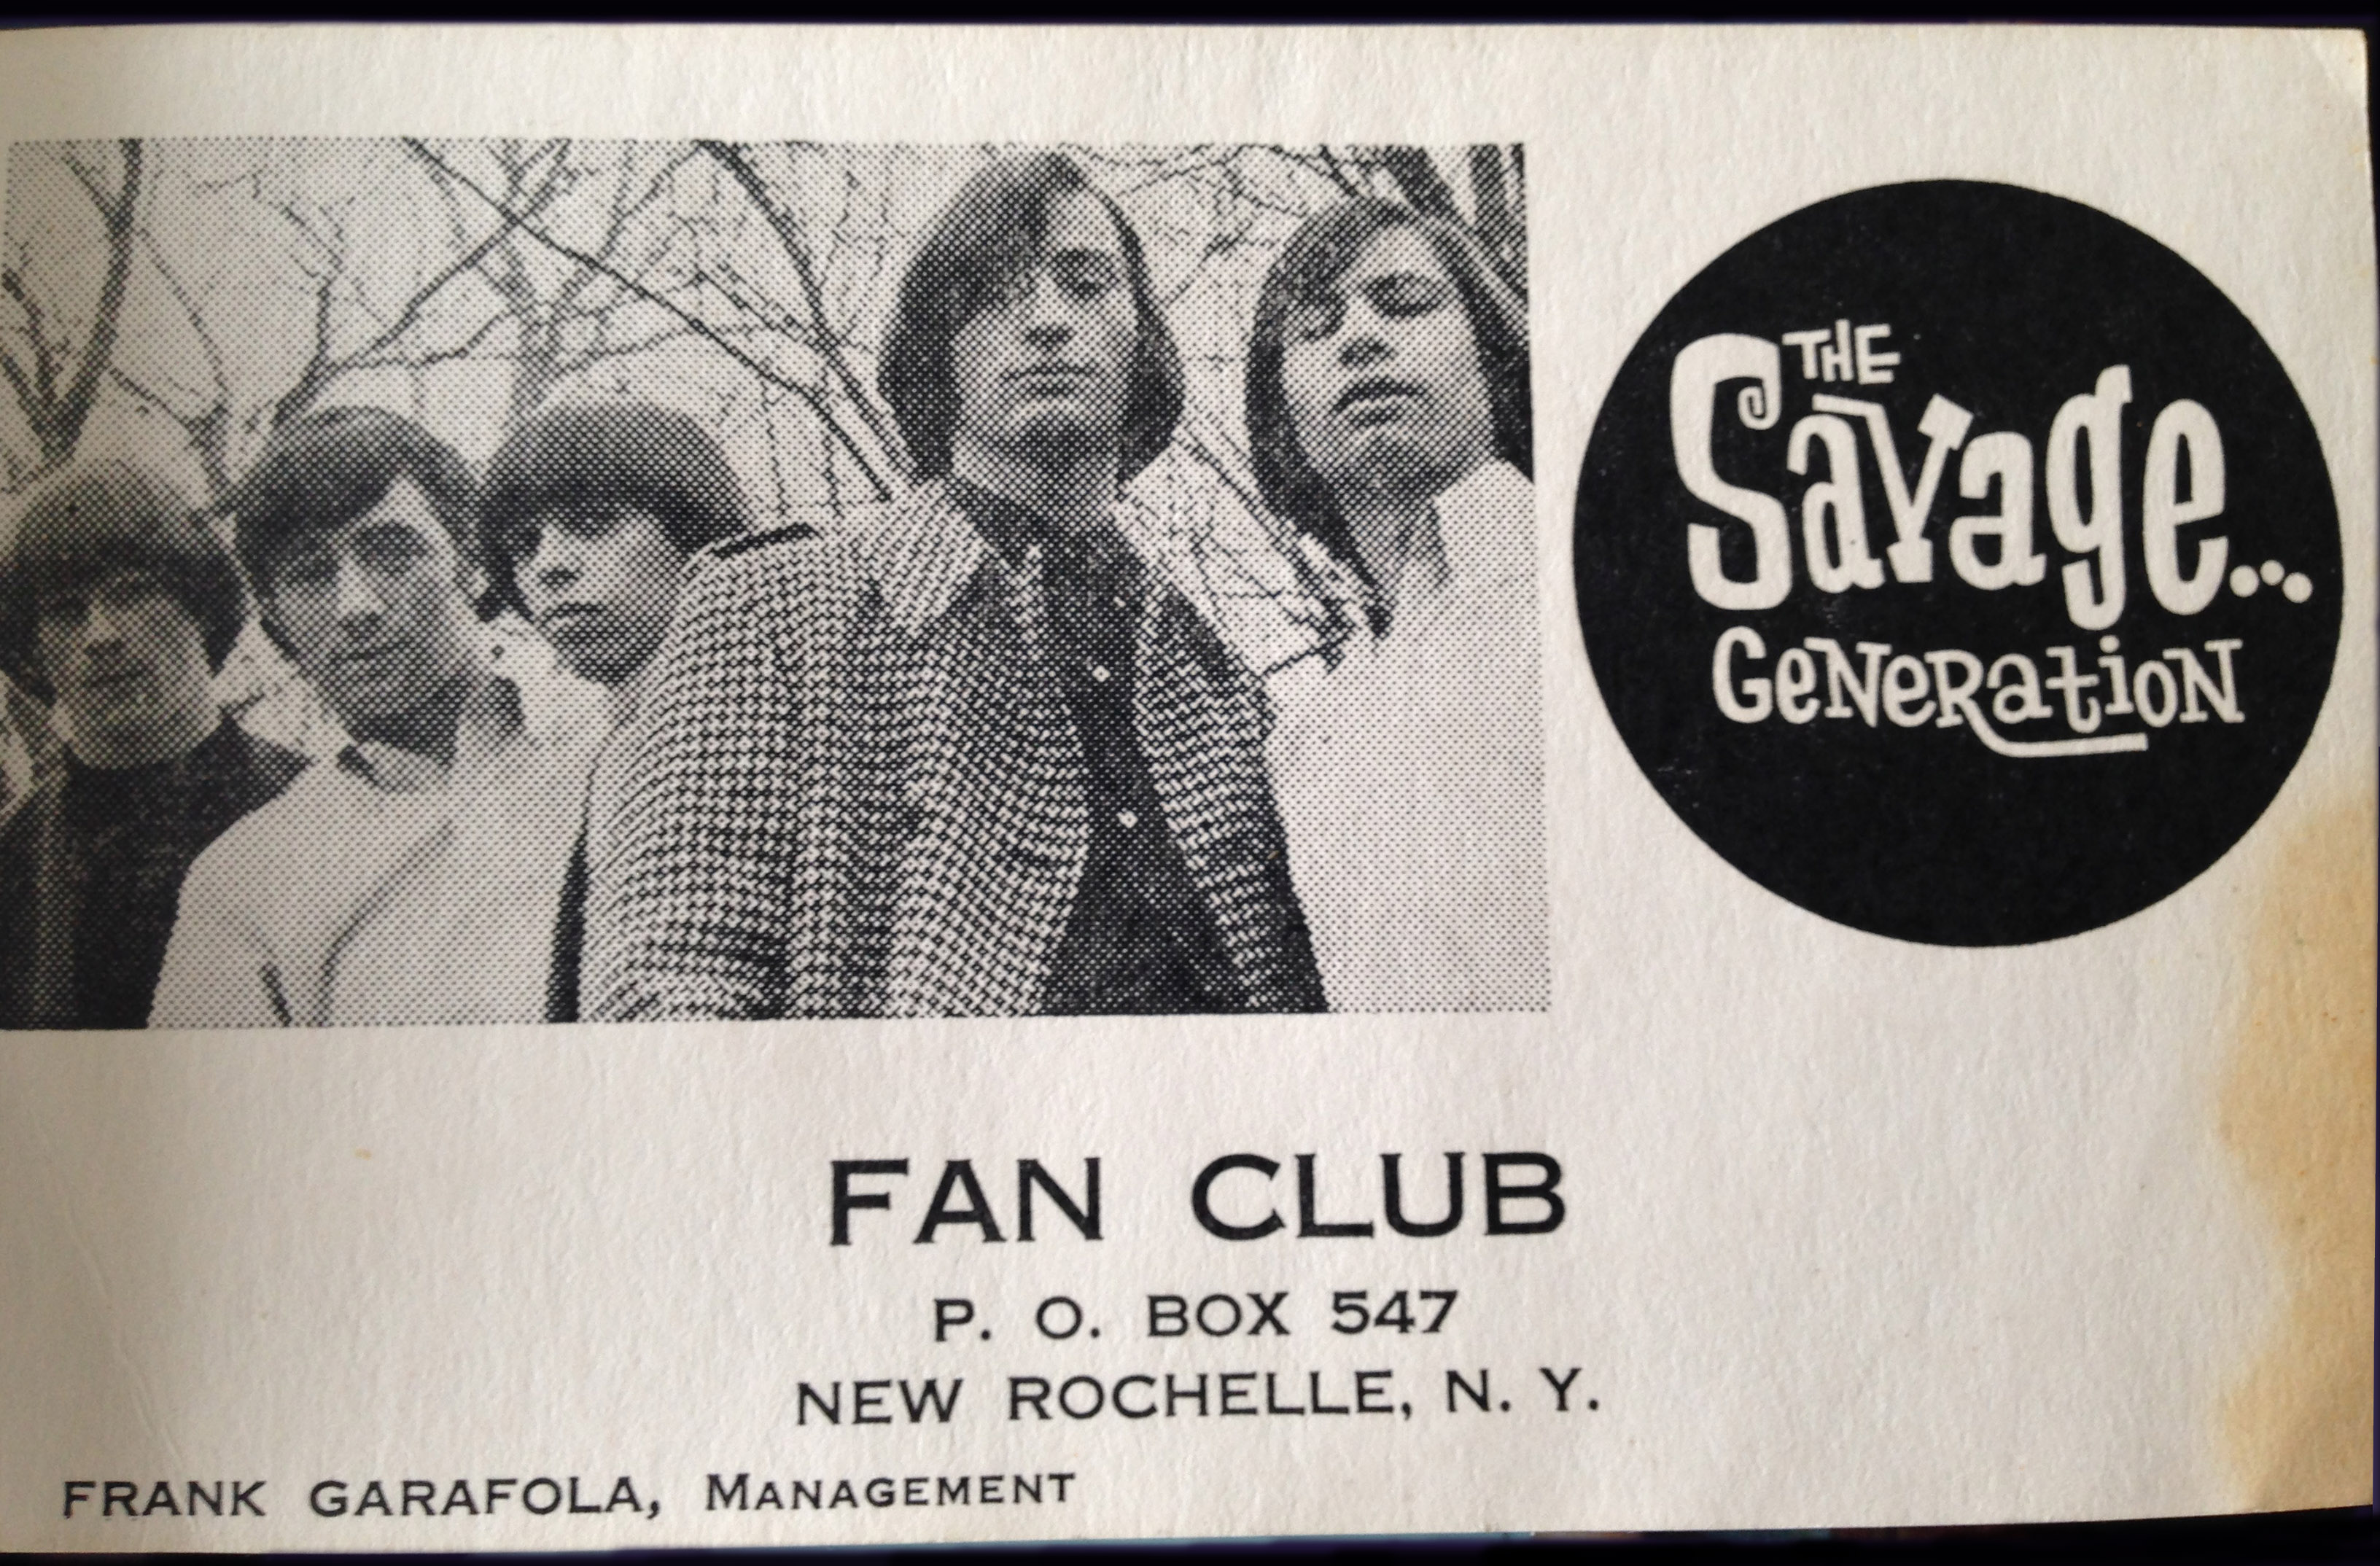 THE
Savage...
GeNeRatioN
FAN CLUB
P. O. BOX 547
NEW ROCHELLE, N. Y.
FRANK GARAFOLA, MANAGEMENT